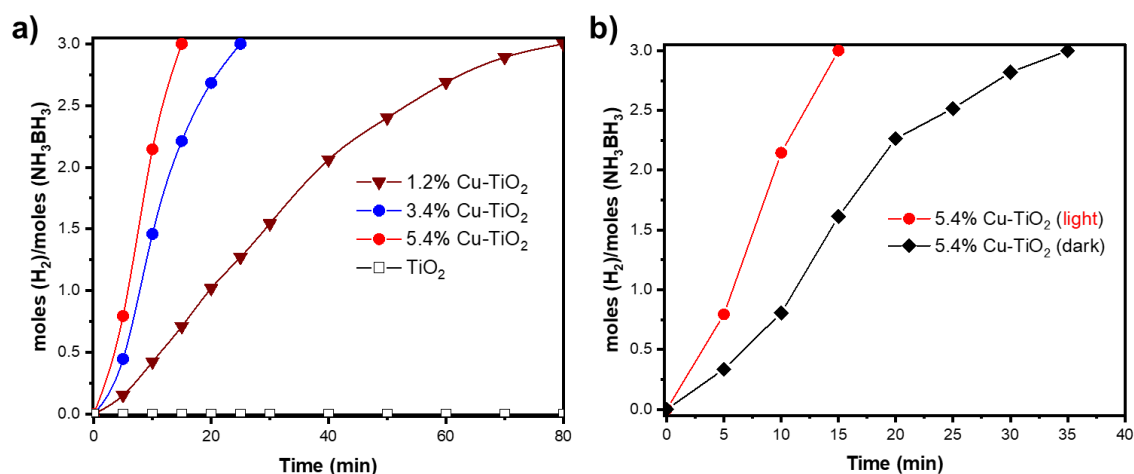 a)
moles (H₂)/moles (NH₃BH₃)
3.0
2.5
2.0
1.5
1.0
0.5
0.0
1.2% Cu-TiO₂
3.4% Cu-TiO₂
5.4% Cu-TiO₂
TiO₂
0 20 40 60 80
Time (min)
b)
moles (H₂)/moles (NH₃BH₃)
3.0
2.5
2.0
1.5
1.0
0.5
0.0
5.4% Cu-TiO₂ (light)
5.4% Cu-TiO₂ (dark)
0 5 10 15 20 25 30 35 40
Time (min)